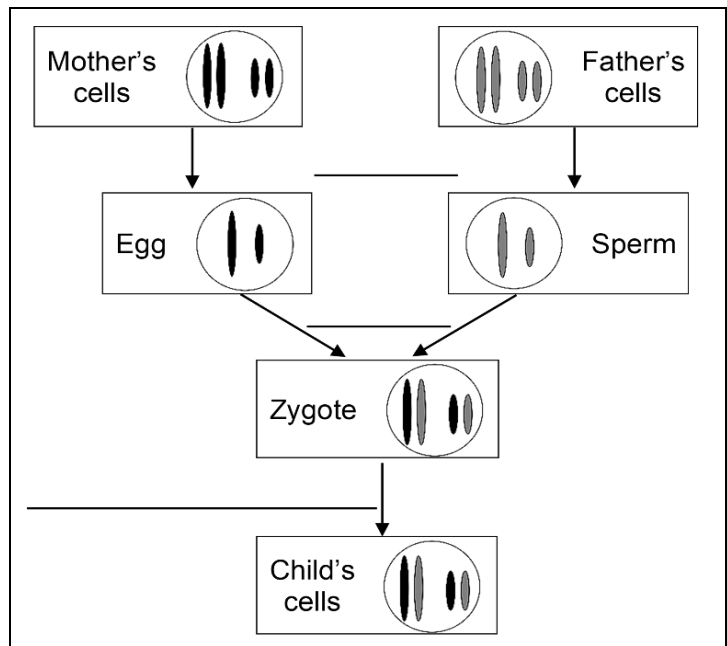 Mother’s
cells
Father’s
cells
Egg
Sperm
Zygote
Child’s
cells